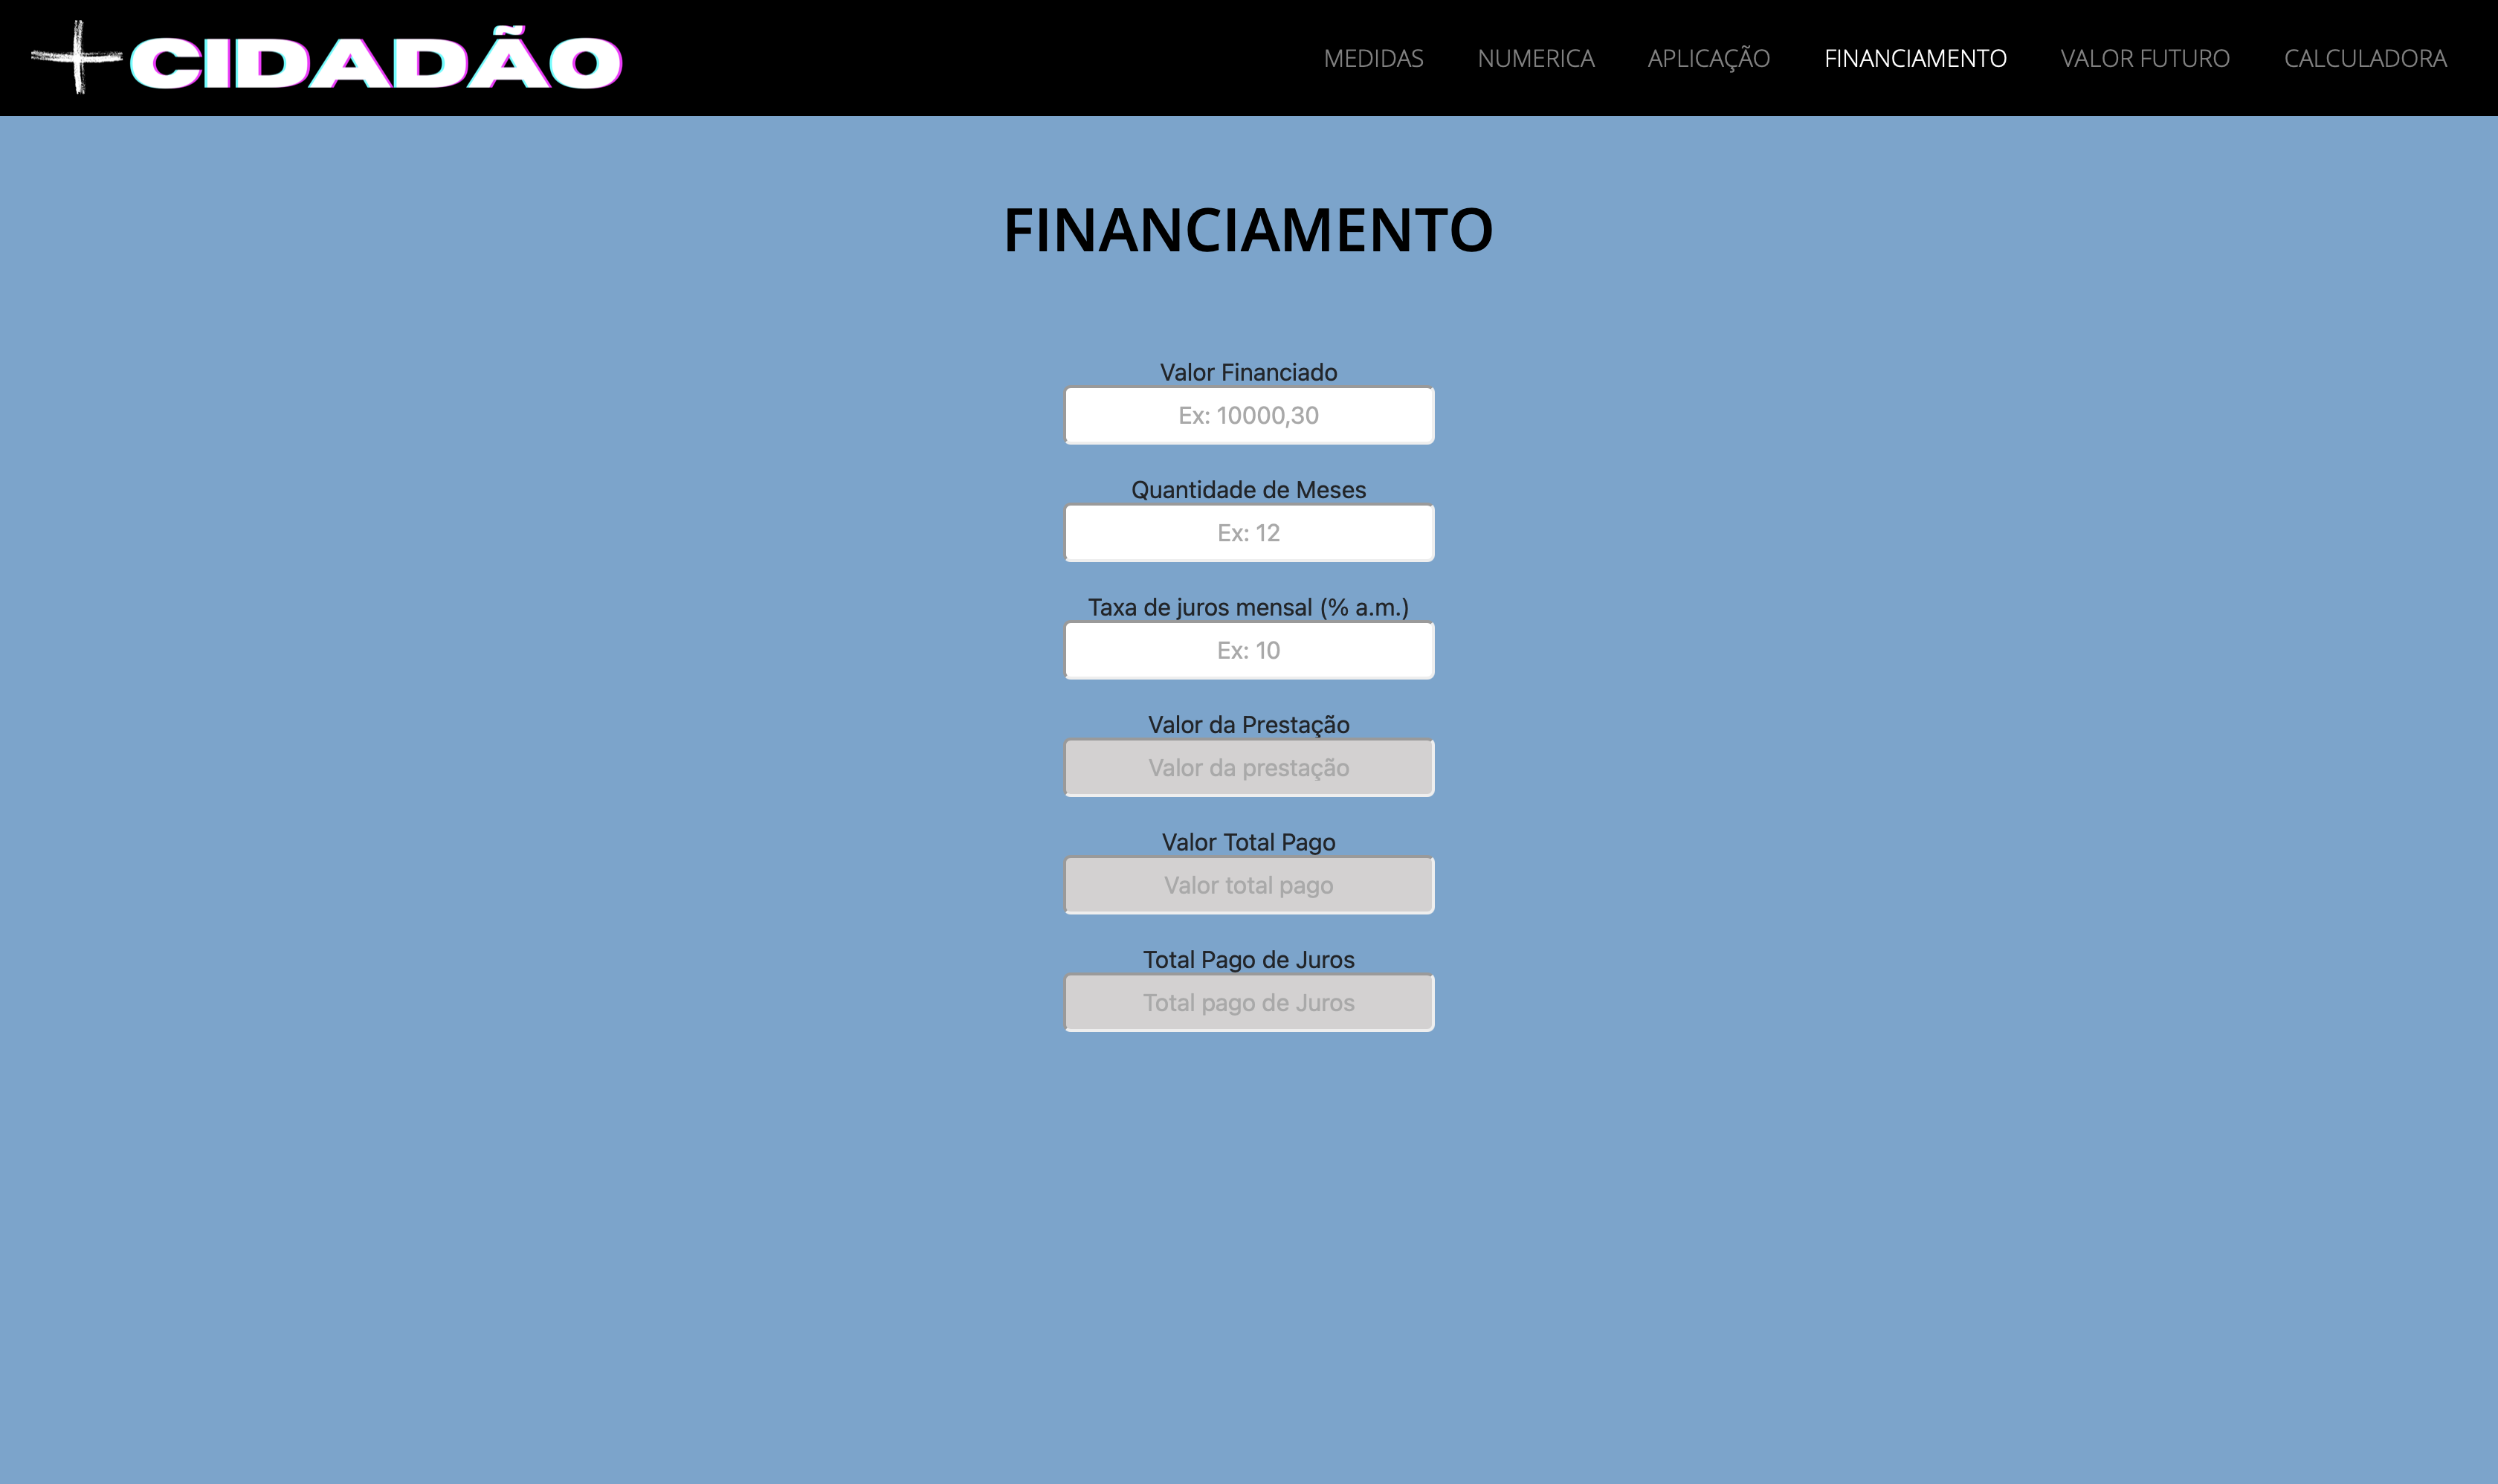 +CIDADÃO
MEDIDAS NUMERICA APLICAÇÃO FINANCIAMENTO VALOR FUTURO CALCULADORA
FINANCIAMENTO
Valor Financiado
Ex: 10000,30
Quantidade de Meses
Ex: 12
Taxa de juros mensal (% a.m.)
Ex: 10
Valor da Prestação
Valor da prestação
Valor Total Pago
Valor total pago
Total Pago de Juros
Total pago de Juros